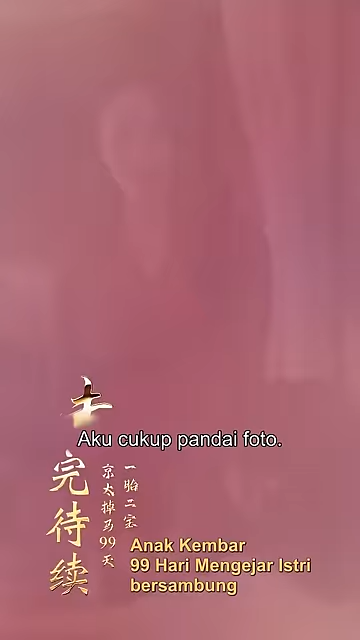 Aku cukup pandai foto.
完待续
一胎二宝
京太掉马99天
Anak Kembar
99 Hari Mengejar Istri
bersambung